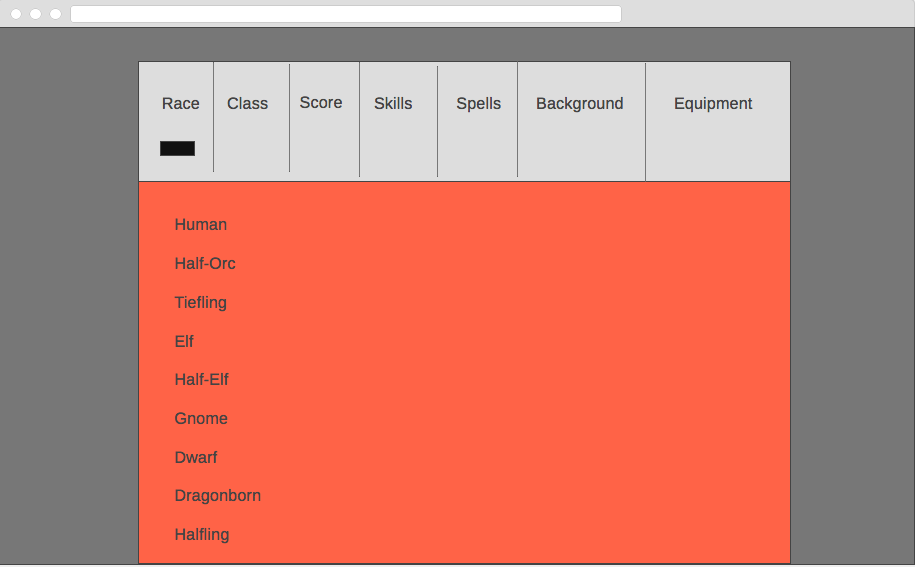 Race Class Score Skills Spells Background Equipment
Human
Half-Orc
Tiefling
Elf
Half-Elf
Gnome
Dwarf
Dragonborn
Halfling